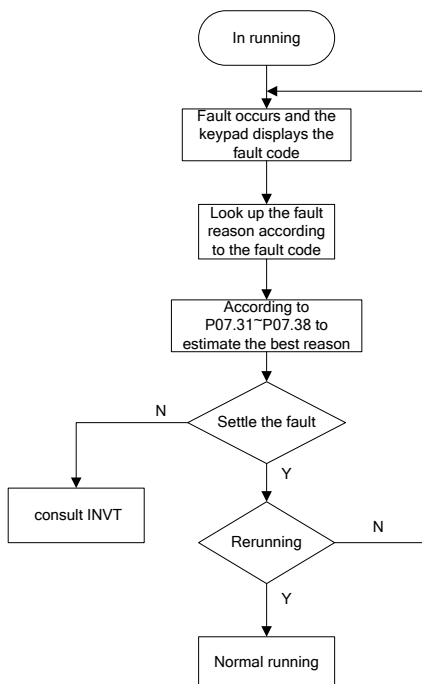 In running
Fault occurs and the
keypad displays the
fault code
Look up the fault
reason according
to the fault code
According to
P07.31~P07.38 to
estimate the best reason
N
Settle the fault
Y
consult INVT
Rerunning
N
Y
Normal running